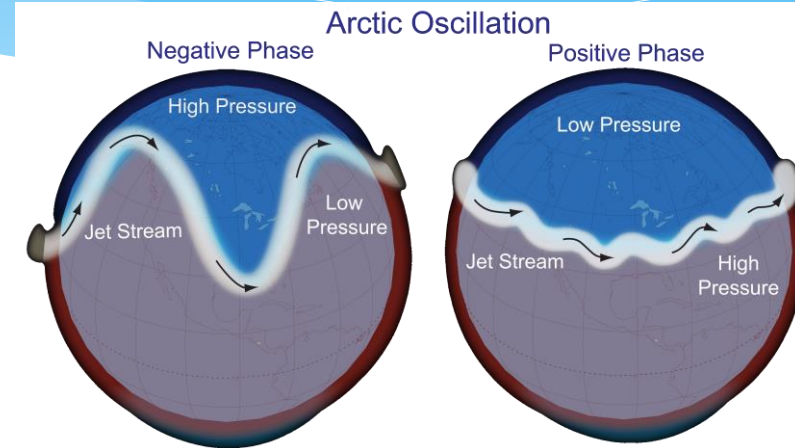 Arctic Oscillation
Negative Phase
High Pressure
Jet Stream
Low
Pressure
Positive Phase
Low Pressure
Jet Stream
High
Pressure